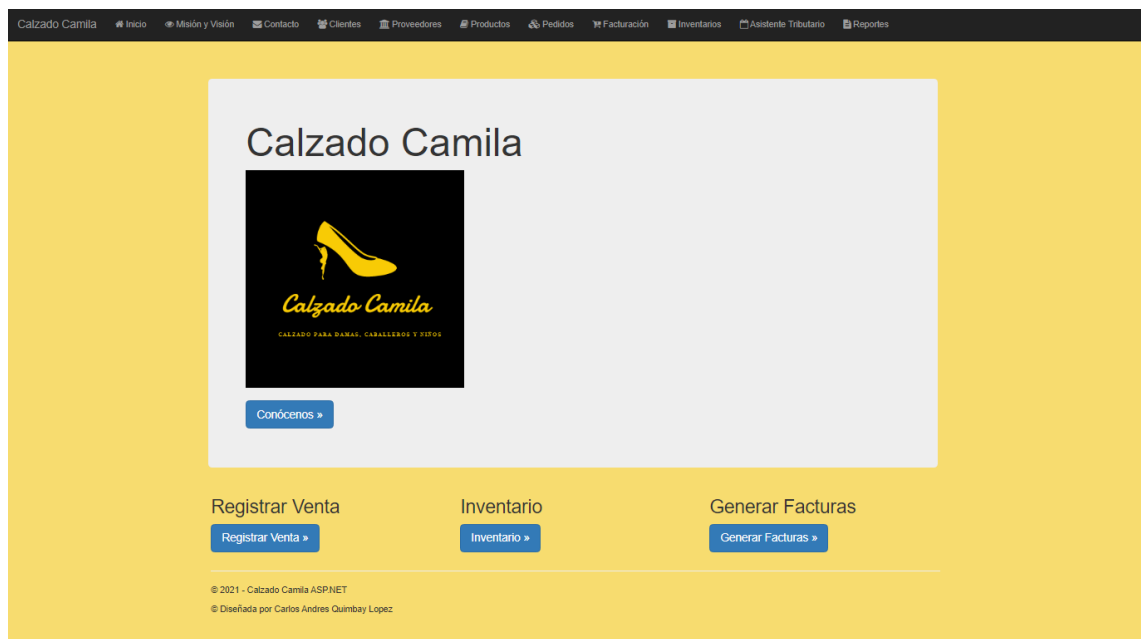 Calzado Camila Inicio Misión y Visión Contacto Clientes Proveedores Productos Pedidos Facturación Inventarios Asistente Tributario Reportes
Calzado Camila
Calzado Camila
CALZADO PARA DAMAS, CABALLEROS Y NIÑOS
Conócenos »
Registrar Venta Inventario Generar Facturas
Registrar Venta » Inventario » Generar Facturas »
© 2021 - Calzado Camila ASP.NET
© Diseñada por Carlos Andres Quimbay Lopez